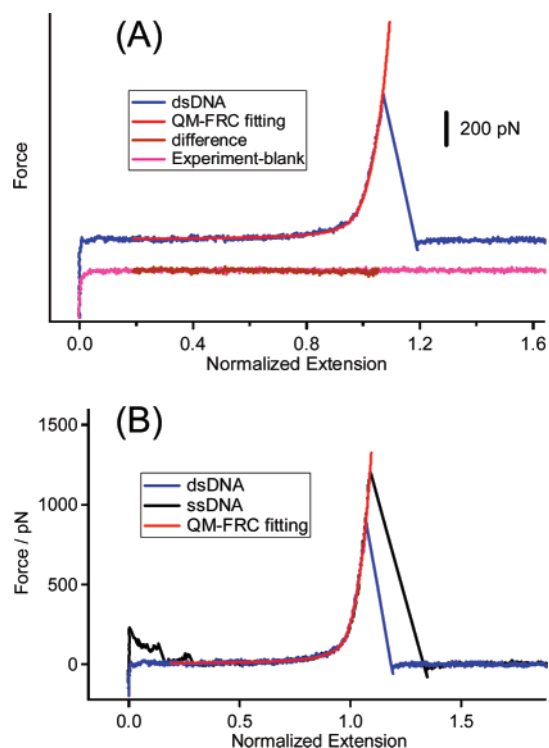 (A)
dsDNA
QM-FRC fitting
difference
Experiment-blank
200 pN
Force
0.0 0.4 0.8 1.2 1.6
Normalized Extension
(B)
1500
1000
500
0
dsDNA
ssDNA
QM-FRC fitting
Force / pN
0.0 0.5 1.0 1.5
Normalized Extension